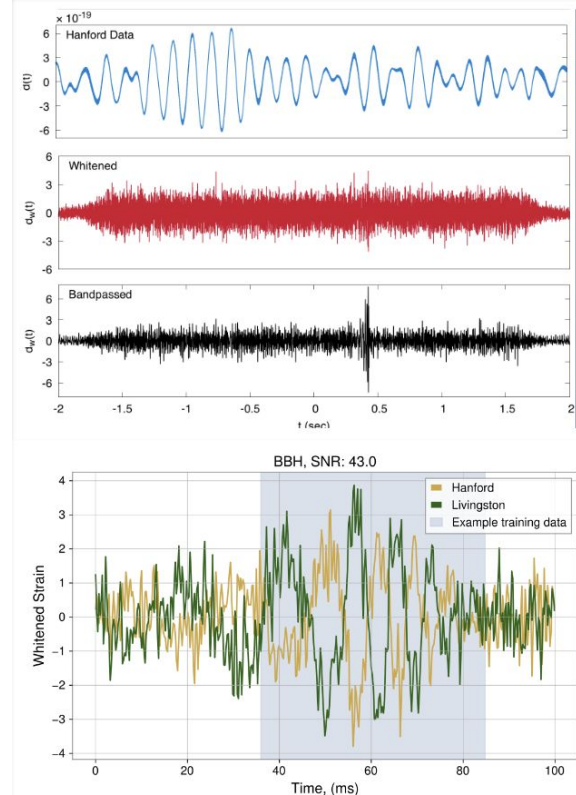 × 10⁻¹⁹
Hanford Data
6
3
0
-3
-6
d(t)
Whitened
6
3
0
-3
-6
d_w(t)
Bandpassed
6
3
0
-3
-6
d_w(t)
-2 -1.5 -1 -0.5 0 0.5 1 1.5 2
t (sec)
BBH, SNR: 43.0
Hanford
Livingston
Example training data
4
3
2
1
0
−1
−2
−3
−4
Whitened Strain
0 20 40 60 80 100
Time, (ms)